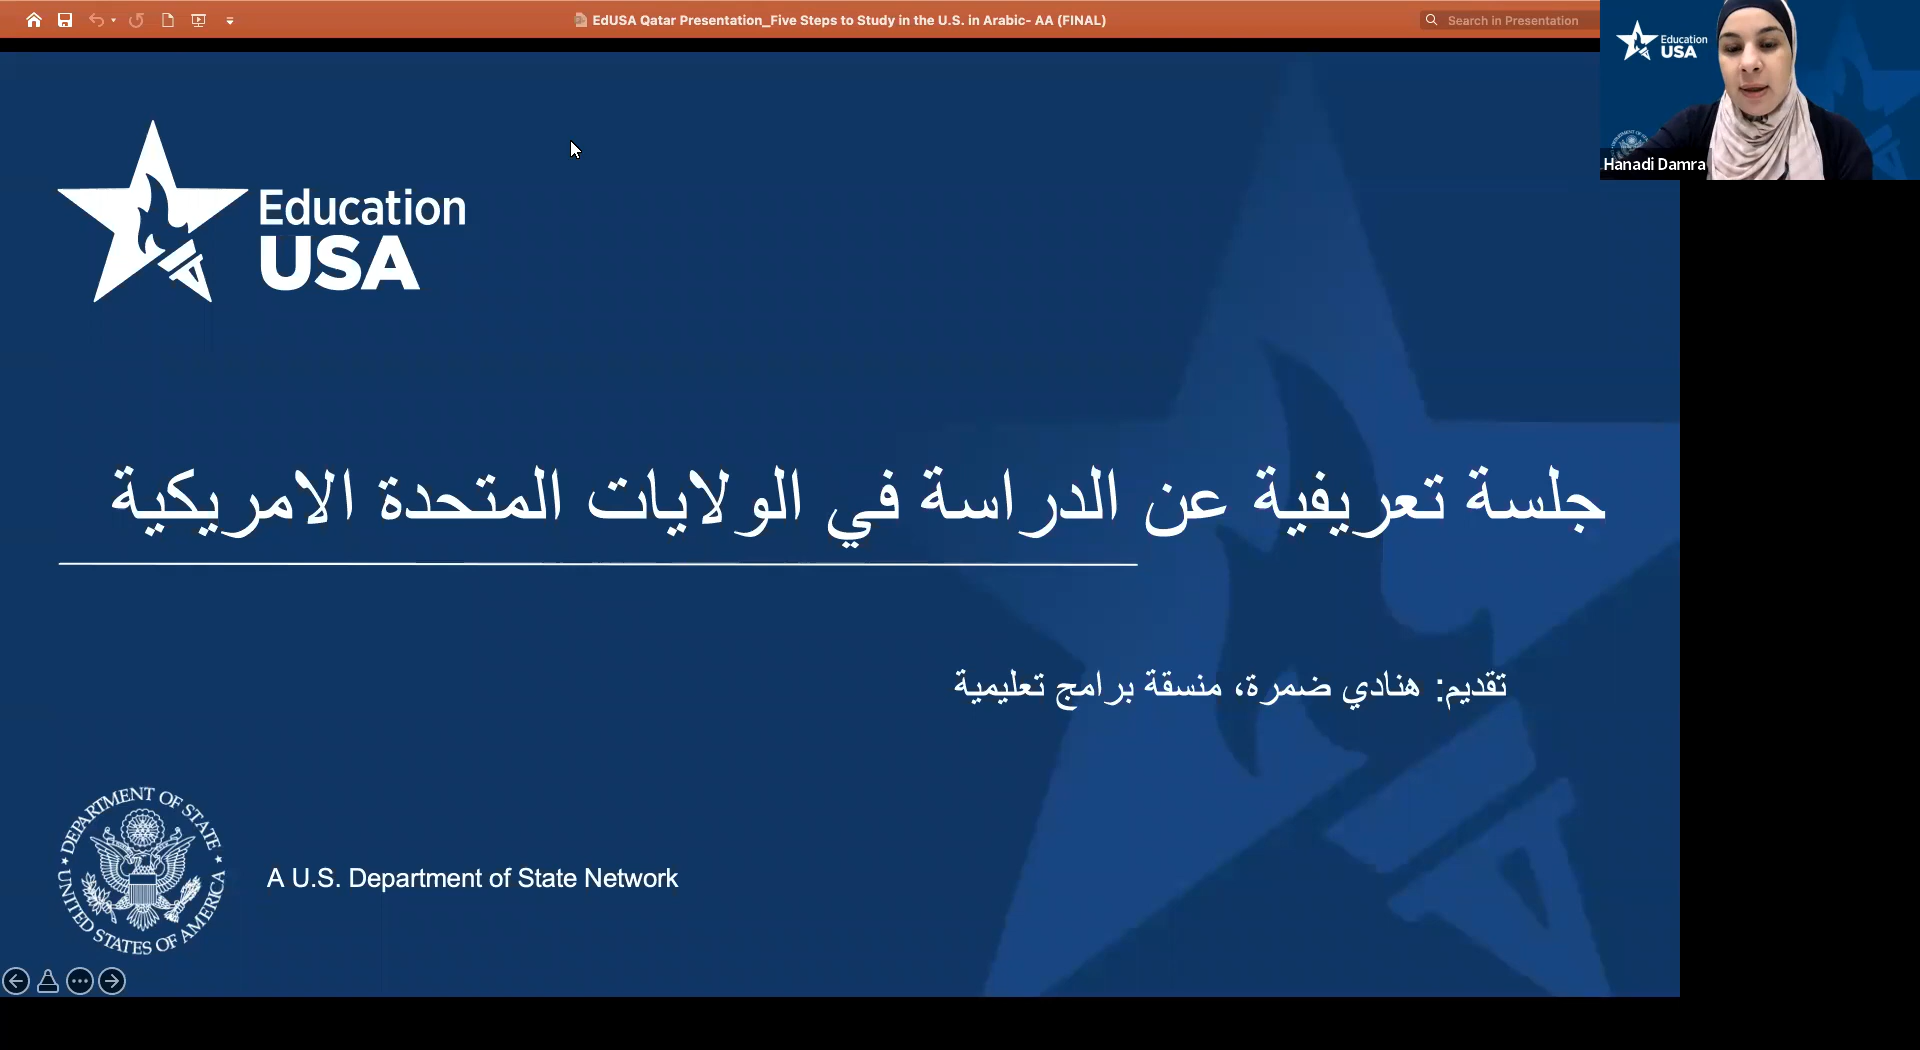 EdUSA Qatar Presentation_Five Steps to Study in the U.S. in Arabic- AA (FINAL)
Search in Presentation
Education
USA
Hanadi Damra
Education
USA
جلسة تعريفية عن الدراسة في الولايات المتحدة الامريكية
تقديم: هنادي ضمرة، منسقة برامج تعليمية
DEPARTMENT OF STATE
UNITED STATES OF AMERICA
A U.S. Department of State Network